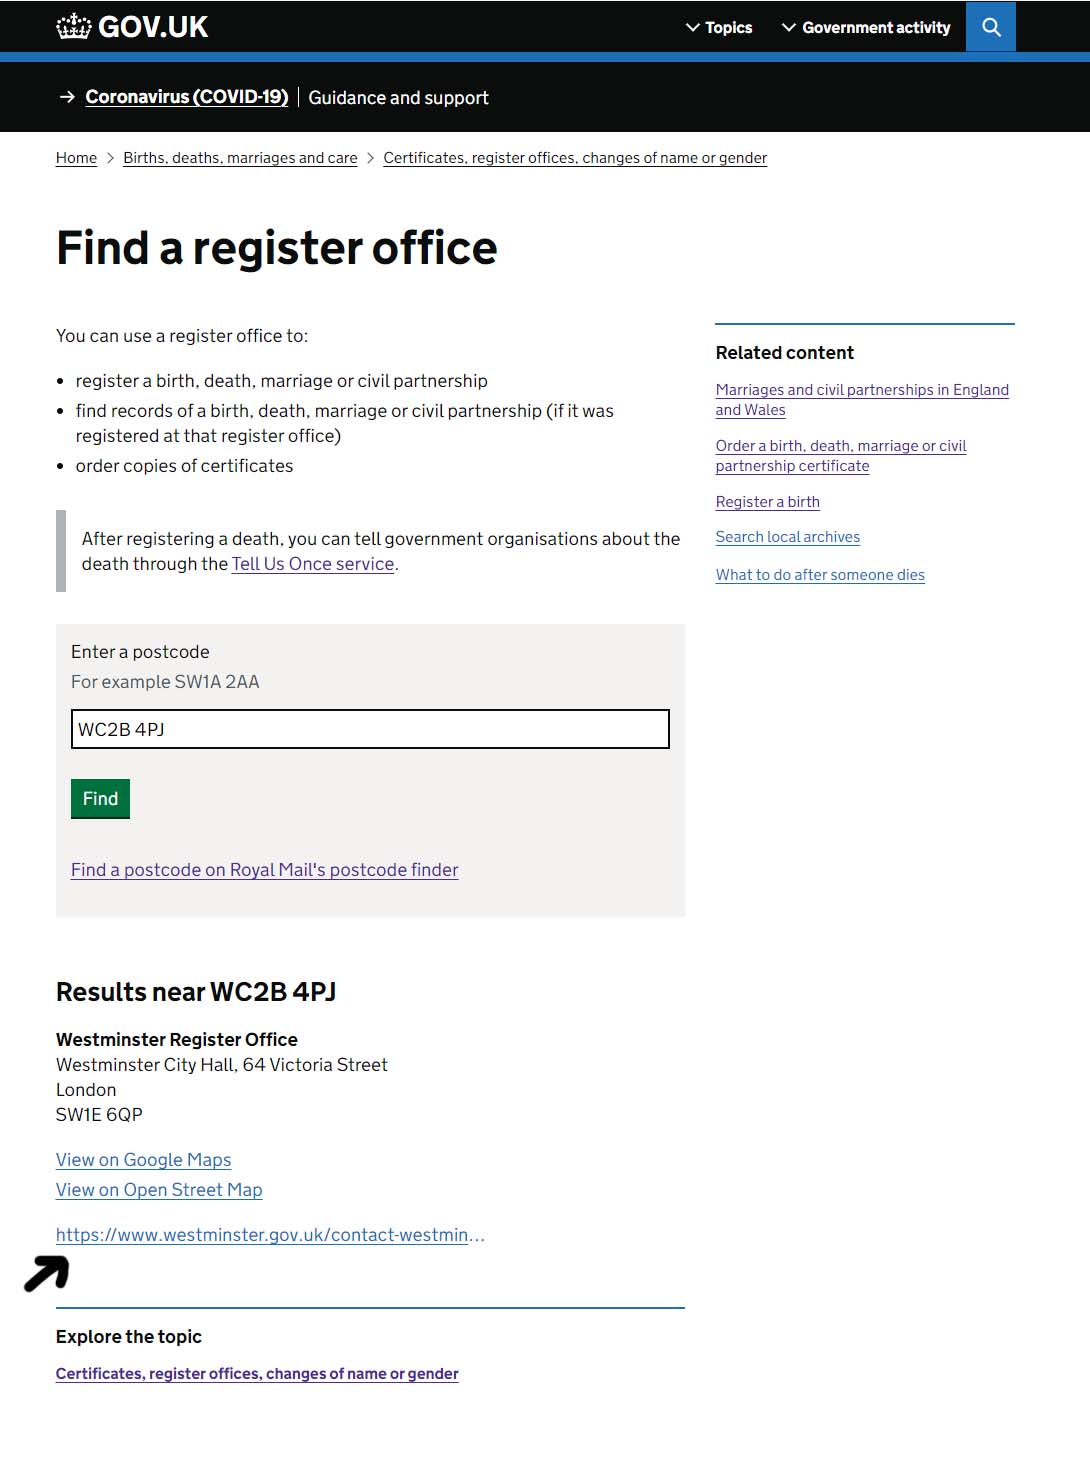 GOV.UK
Topics
Government activity
Coronavirus (COVID-19) | Guidance and support
Home > Births, deaths, marriages and care > Certificates, register offices, changes of name or gender
Find a register office
You can use a register office to:
• register a birth, death, marriage or civil partnership
• find records of a birth, death, marriage or civil partnership (if it was
registered at that register office)
• order copies of certificates
After registering a death, you can tell government organisations about the
death through the Tell Us Once service.
Enter a postcode
For example SW1A 2AA
WC2B 4PJ
Find
Find a postcode on Royal Mail's postcode finder
Results near WC2B 4PJ
Westminster Register Office
Westminster City Hall, 64 Victoria Street
London
SW1E 6QP
View on Google Maps
View on Open Street Map
https://www.westminster.gov.uk/contact-westmin...
Explore the topic
Certificates, register offices, changes of name or gender
Related content
Marriages and civil partnerships in England
and Wales
Order a birth, death, marriage or civil
partnership certificate
Register a birth
Search local archives
What to do after someone dies